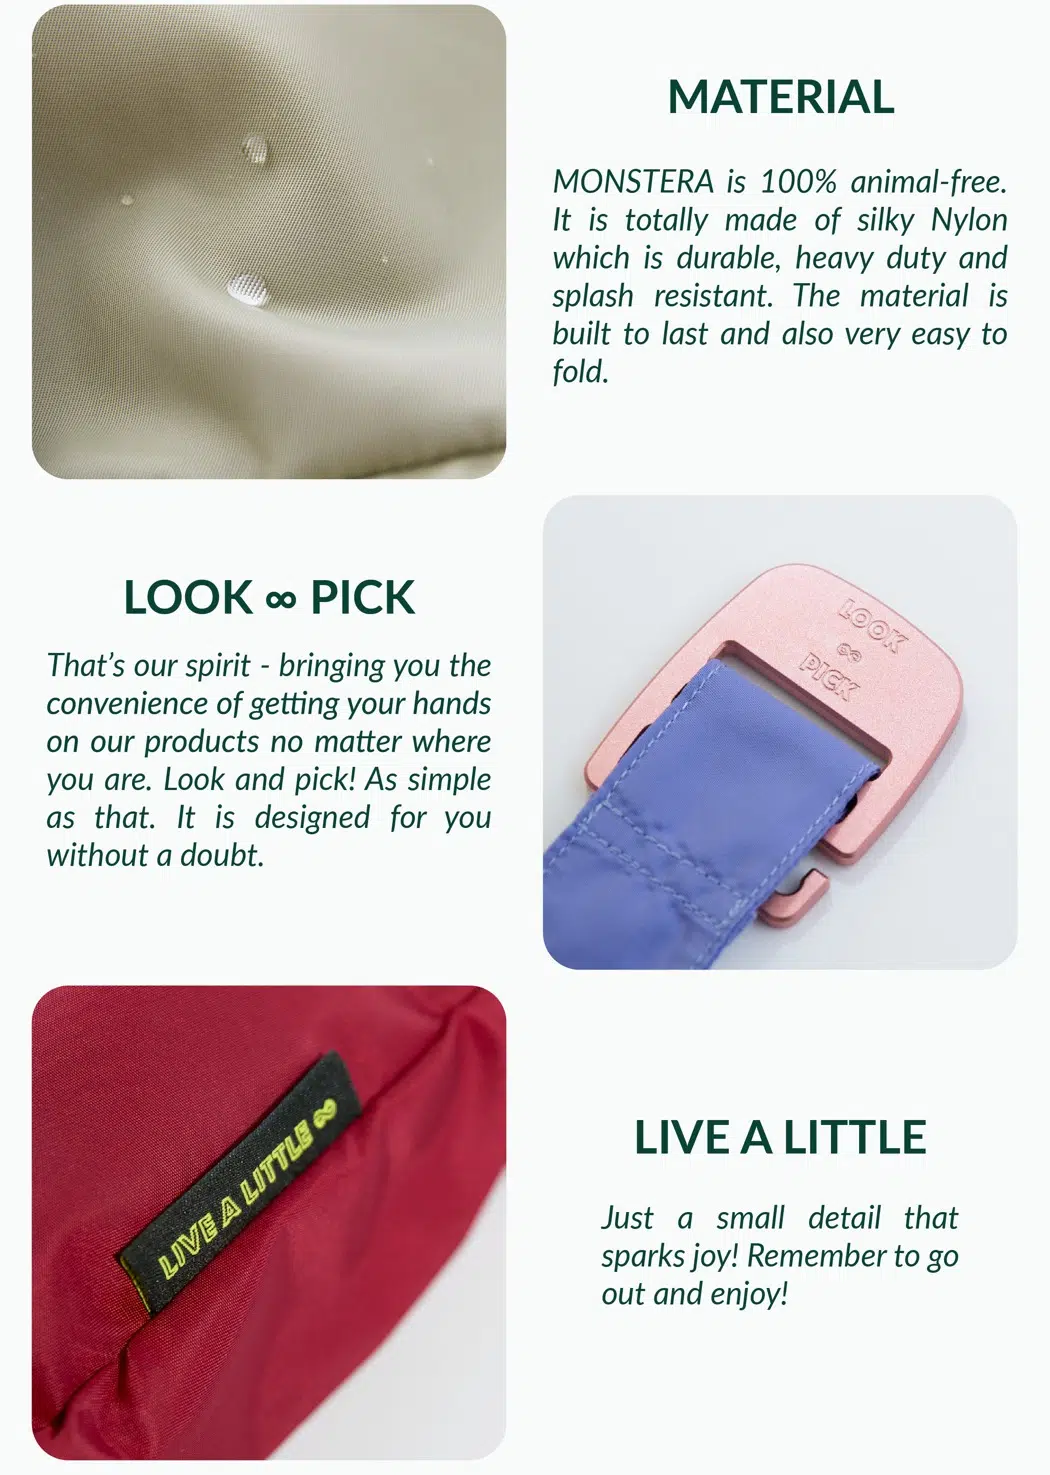 MATERIAL
MONSTERA is 100% animal-free.
It is totally made of silky Nylon
which is durable, heavy duty and
splash resistant. The material is
built to last and also very easy to
fold.
LOOK ∞ PICK
That's our spirit - bringing you the
convenience of getting your hands
on our products no matter where
you are. Look and pick! As simple
as that. It is designed for you
without a doubt.
LOOK
∞
PICK
LIVE A LITTLE ∞
LIVE A LITTLE
Just a small detail that
sparks joy! Remember to go
out and enjoy!